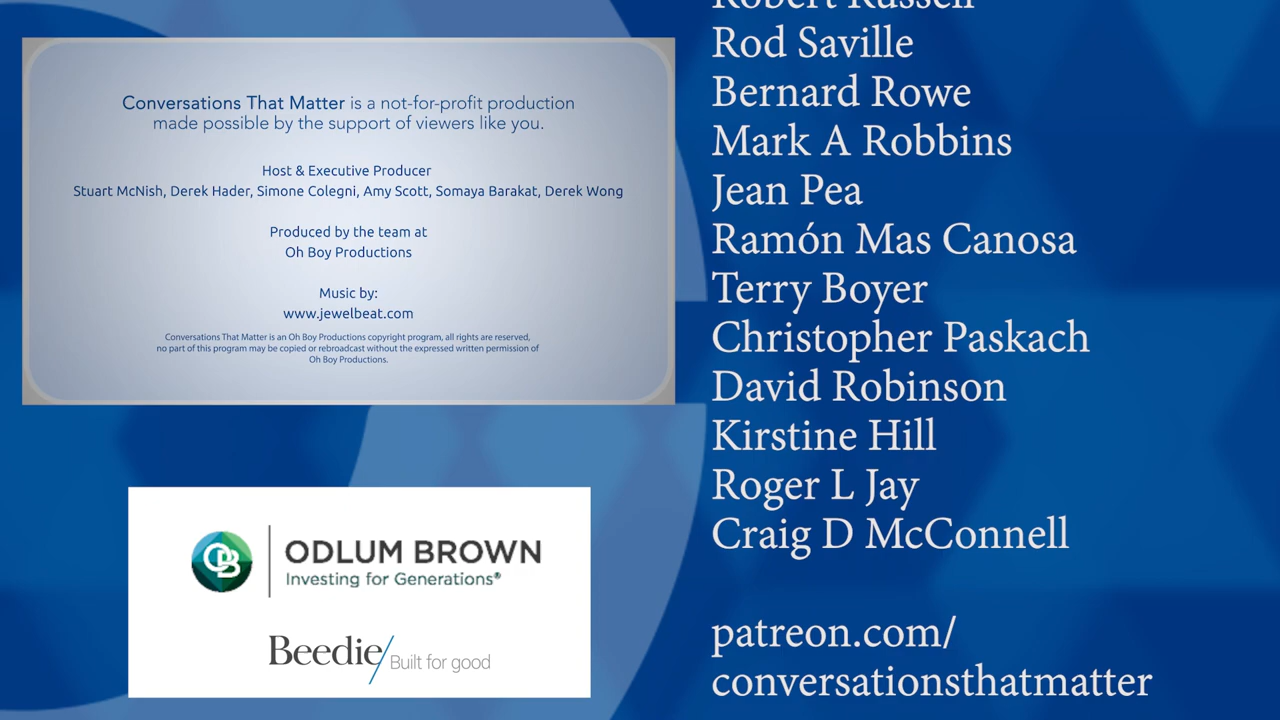 Conversations That Matter is a not-for-profit production
made possible by the support of viewers like you.
Host & Executive Producer
Stuart McNish, Derek Hader, Simone Colegni, Amy Scott, Somaya Barakat, Derek Wong
Produced by the team at
Oh Boy Productions
Music by:
www.jewelbeat.com
Conversations That Matter is an Oh Boy Productions copyright program, all rights are reserved,
no part of this program may be copied or rebroadcast without the expressed written permission of
Oh Boy Productions.
OB
ODLUM BROWN
Investing for Generations®
Beedie/ Built for good
Robert Russell
Rod Saville
Bernard Rowe
Mark A Robbins
Jean Pea
Ramón Mas Canosa
Terry Boyer
Christopher Paskach
David Robinson
Kirstine Hill
Roger L Jay
Craig D McConnell
patreon.com/
conversationsthatmatter